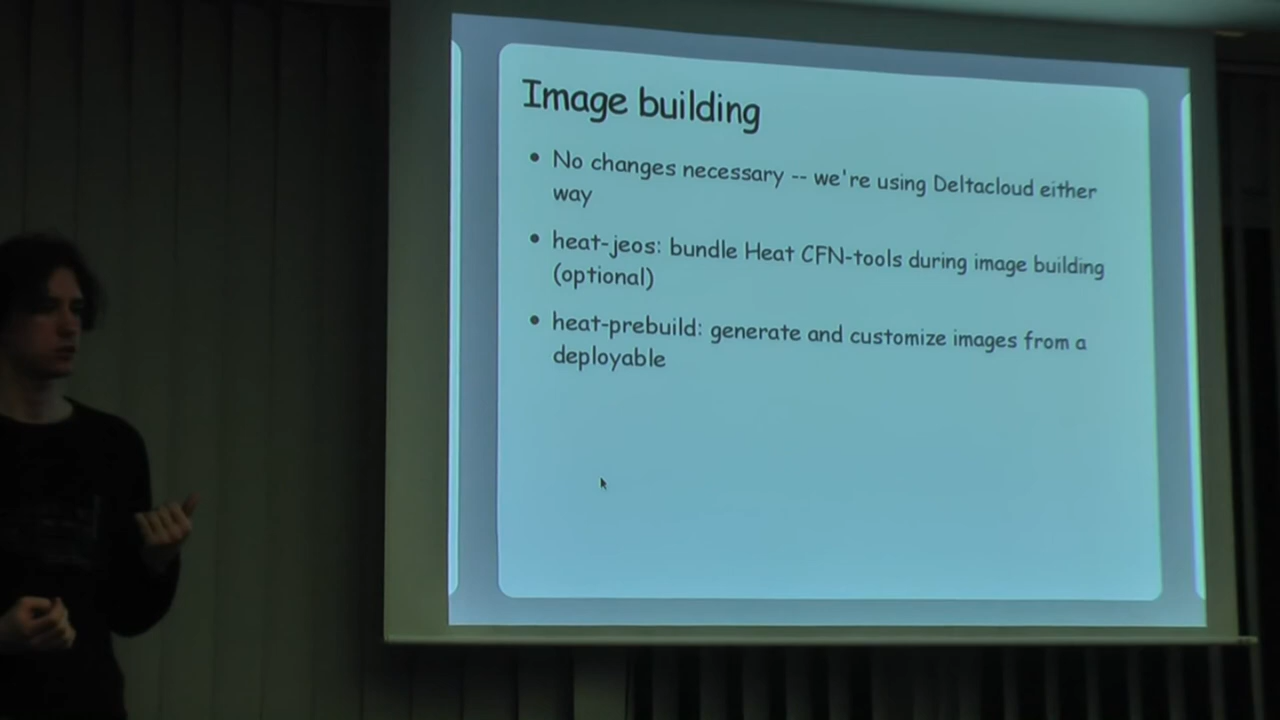 Image building
• No changes necessary -- we're using Deltacloud either
way
• heat-jeos: bundle Heat CFN-tools during image building
(optional)
• heat-prebuild: generate and customize images from a
deployable